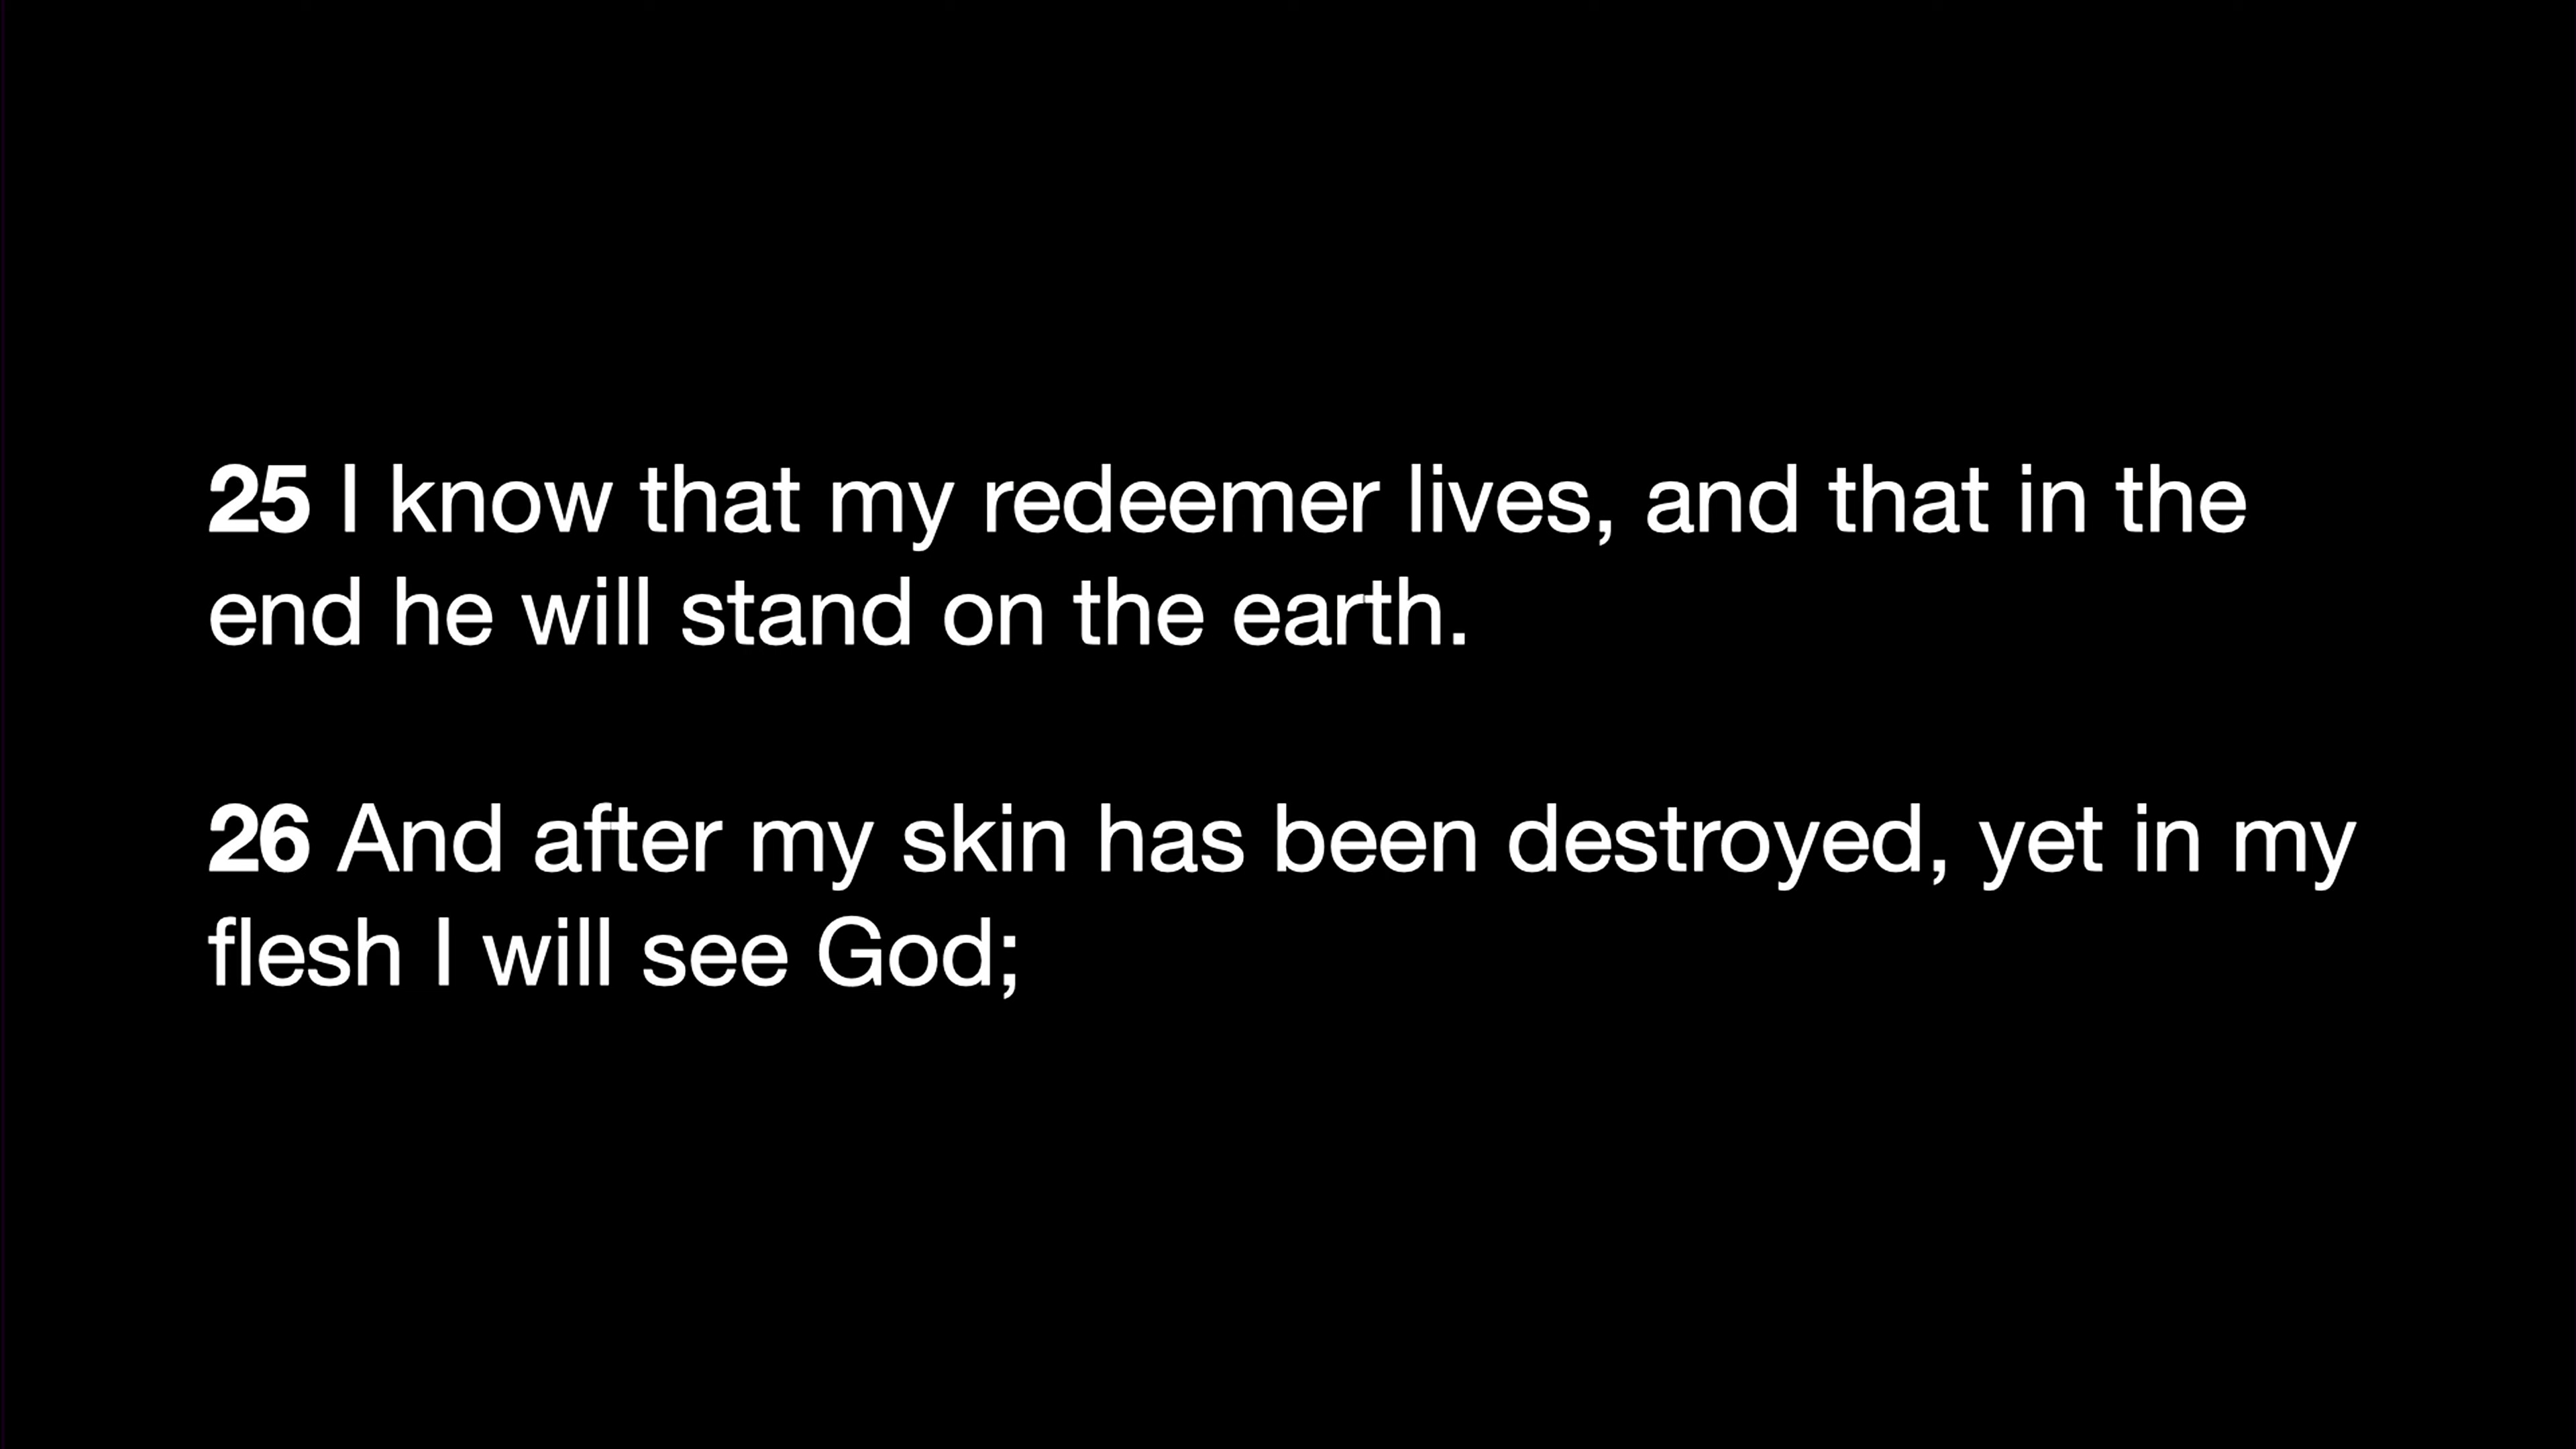 25 I know that my redeemer lives, and that in the
end he will stand on the earth.
26 And after my skin has been destroyed, yet in my
flesh I will see God;